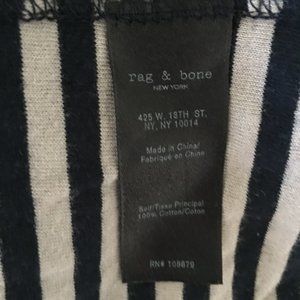 rag & bone
NEW YORK
425 W. 13TH ST.
NY, NY 10014
Made in China/
Fabriqué en Chine
Self/Tissu Principal
100% Cotton/Coton
RN# 109879